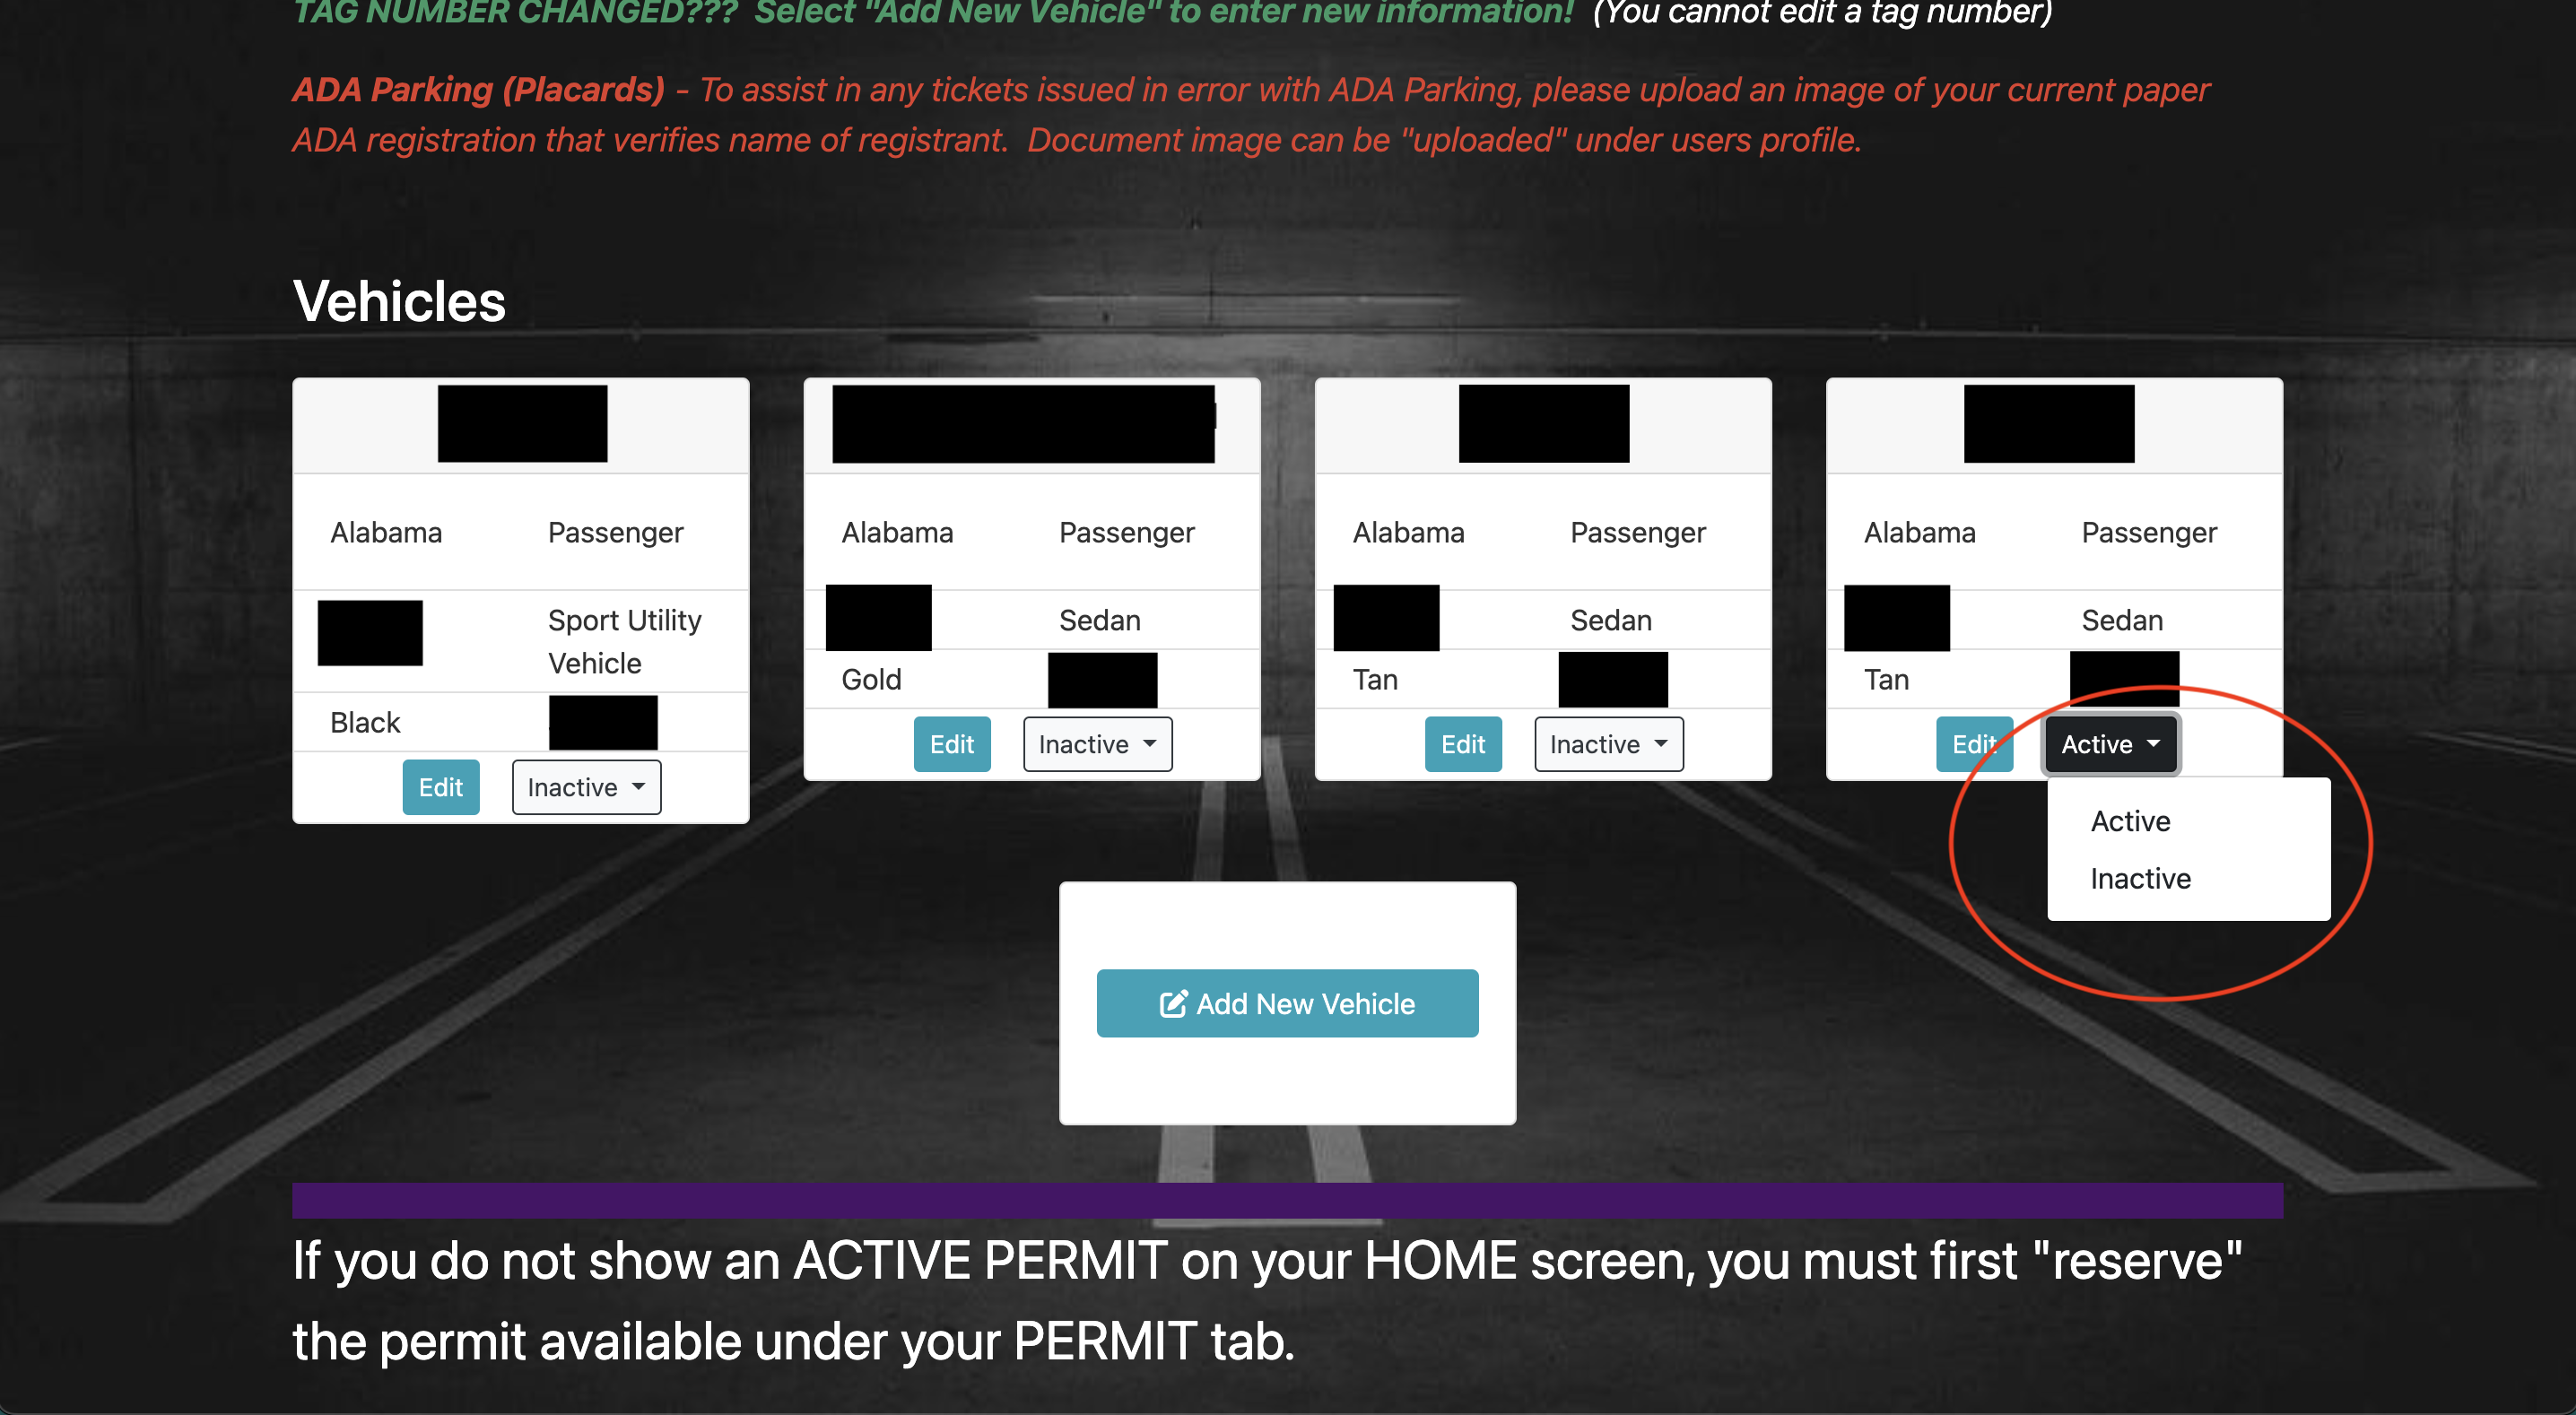 TAG NUMBER CHANGED???  Select "Add New Vehicle" to enter new information!  (You cannot edit a tag number)
ADA Parking (Placards) - To assist in any tickets issued in error with ADA Parking, please upload an image of your current paper
ADA registration that verifies name of registrant.  Document image can be "uploaded" under users profile.
Vehicles
Alabama Passenger
Sport Utility
Vehicle
Black
Edit Inactive
Alabama Passenger
Sedan
Gold
Edit Inactive
Alabama Passenger
Sedan
Tan
Edit Inactive
Alabama Passenger
Sedan
Tan
Edit Active
Active
Inactive
Add New Vehicle
If you do not show an ACTIVE PERMIT on your HOME screen, you must first "reserve"
the permit available under your PERMIT tab.